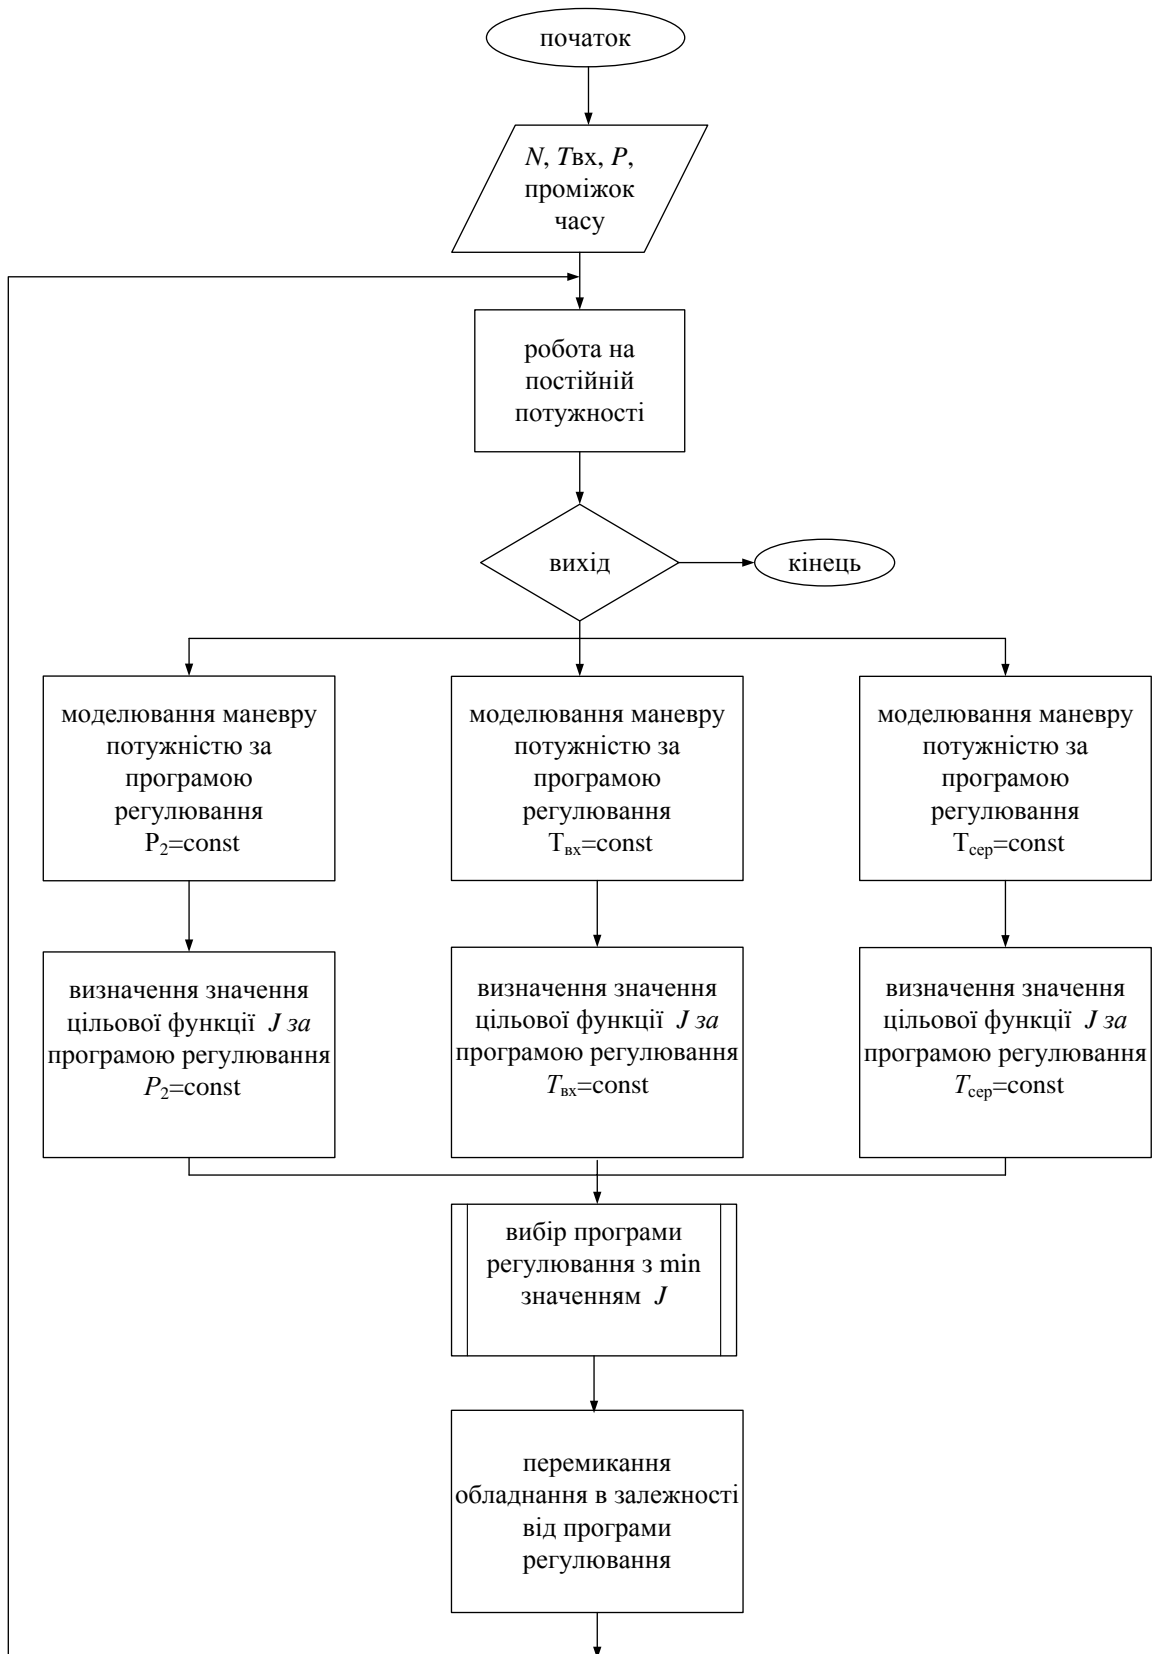 початок
N, Tвх, P,
проміжок
часу
робота на
постійній
потужності
вихід
кінець
моделювання маневру
потужністю за
програмою
регулювання
P₂=const
моделювання маневру
потужністю за
програмою
регулювання
Tвх=const
моделювання маневру
потужністю за
програмою
регулювання
Tсер=const
визначення значення
цільової функції J за
програмою регулювання
P₂=const
визначення значення
цільової функції J за
програмою регулювання
Tвх=const
визначення значення
цільової функції J за
програмою регулювання
Tсер=const
вибір програми
регулювання з min
значенням J
перемикання
обладнання в залежності
від програми
регулювання